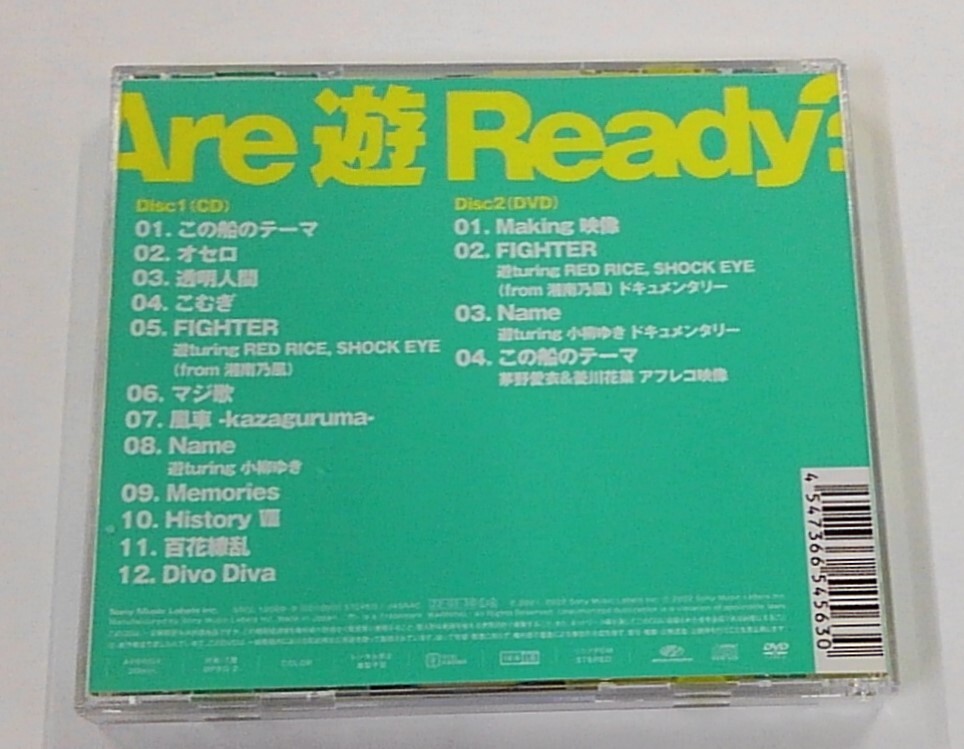 Are 遊 Ready?
Disc1(CD)
01. この船のテーマ
02. オセロ
03. 透明人間
04. こむぎ
05. FIGHTER
遊turing RED RICE, SHOCK EYE
(from 湘南乃風)
06. マジ歌
07. 風車 -kazaguruma-
08. Name
遊turing 小柳ゆき
09. Memories
10. History Ⅷ
11. 百花繚乱
12. Divo Diva
Disc2(DVD)
01. Making 映像
02. FIGHTER
遊turing RED RICE, SHOCK EYE
(from 湘南乃風) ドキュメンタリー
03. Name
遊turing 小柳ゆき ドキュメンタリー
04. この船のテーマ
茅野愛衣&菱川花菜 アフレコ映像
4 547366 545630
Sony Music Labels Inc.
Manufactured by Sony Music Labels Inc.
COLOR
STEREO
DVD